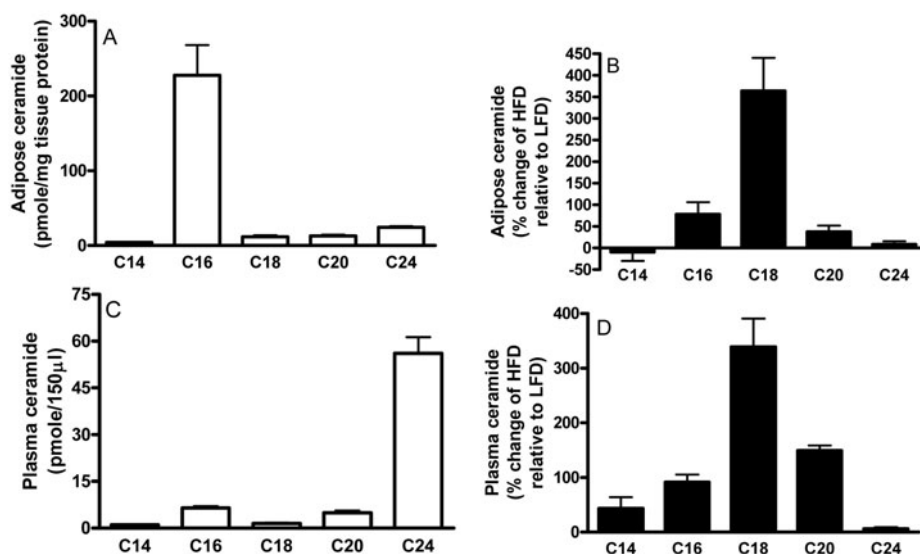 A
Adipose ceramide
(pmole/mg tissue protein)
300
200
100
0
C14 C16 C18 C20 C24
B
Adipose ceramide
(% change of HFD
relative to LFD)
450
400
350
300
250
200
150
100
50
0
-50
C14 C16 C18 C20 C24
C
Plasma ceramide
(pmole/150µl)
75
60
45
30
15
0
C14 C16 C18 C20 C24
D
Plasma ceramide
(% change of HFD
relative to LFD)
400
300
200
100
0
C14 C16 C18 C20 C24